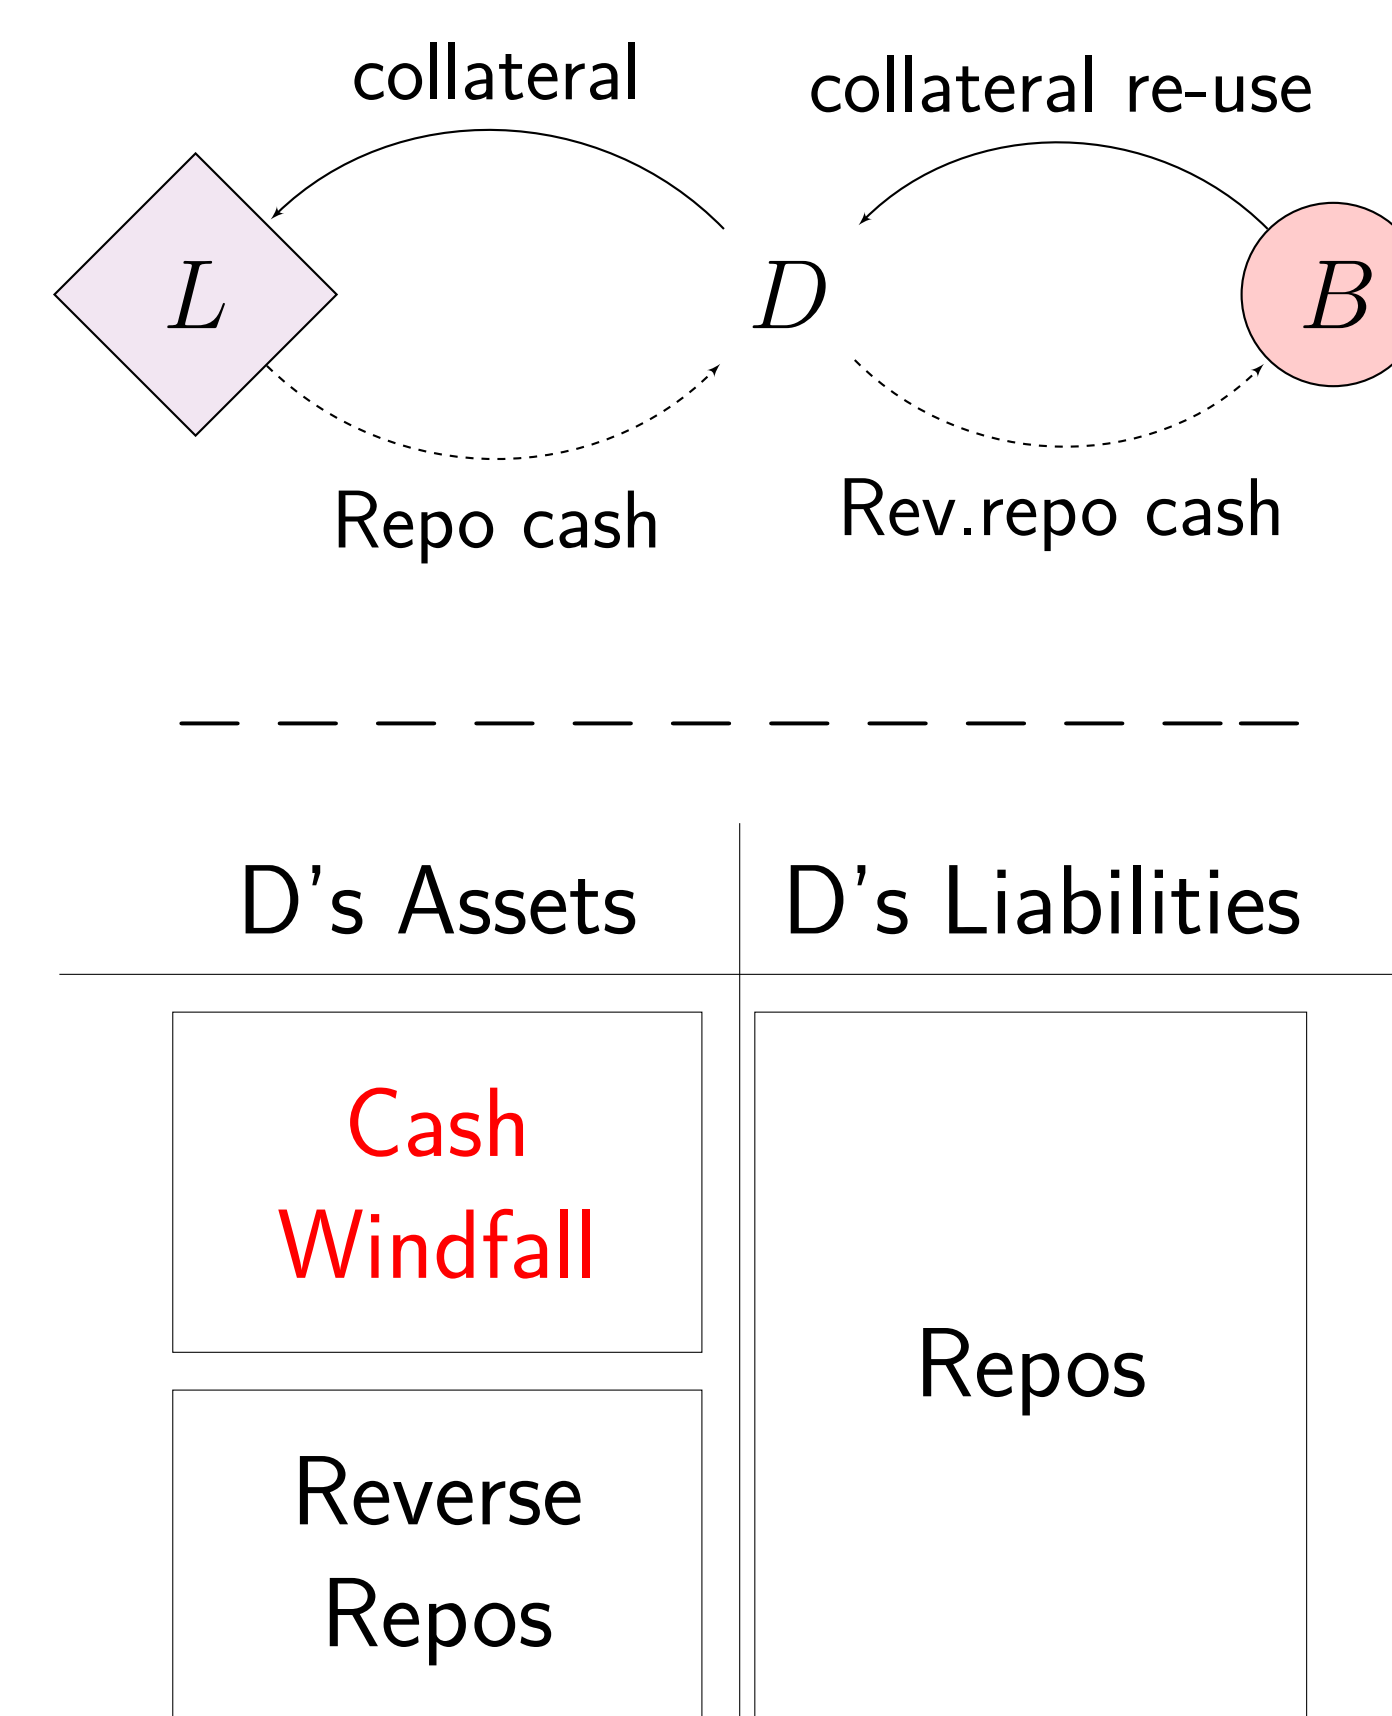 collateral
collateral re-use
L
D
B
Repo cash
Rev.repo cash
D's Assets
D's Liabilities
Cash
Windfall
Repos
Reverse
Repos